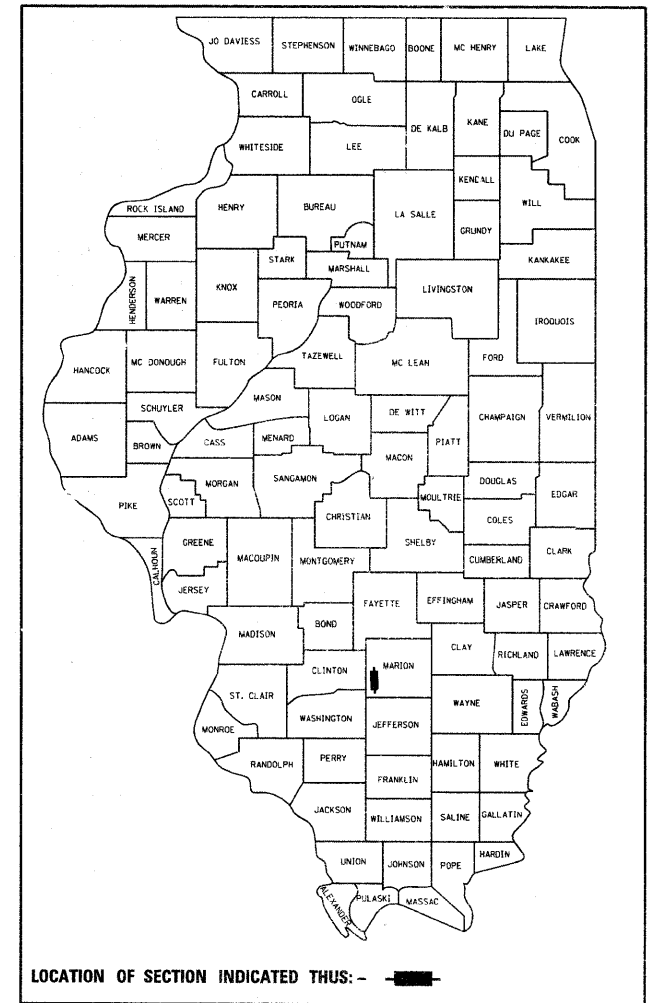 JO DAVIESS STEPHENSON WINNEBAGO BOONE MC HENRY LAKE
CARROLL OGLE DE KALB KANE DU PAGE COOK
WHITESIDE LEE
KENDALL WILL
ROCK ISLAND HENRY BUREAU LA SALLE GRUNDY
MERCER PUTNAM
STARK MARSHALL KANKAKEE
HENDERSON WARREN KNOX PEORIA WOODFORD LIVINGSTON IROQUOIS
HANCOCK MC DONOUGH FULTON TAZEWELL MC LEAN FORD
SCHUYLER MASON LOGAN DE WITT CHAMPAIGN VERMILION
ADAMS BROWN CASS MENARD PIATT
MACON
MORGAN SANGAMON DOUGLAS
PIKE SCOTT MOULTRIE EDGAR
CHRISTIAN COLES
GREENE MACOUPIN SHELBY
CALHOUN MONTGOMERY CUMBERLAND CLARK
JERSEY FAYETTE EFFINGHAM JASPER CRAWFORD
MADISON BOND
CLAY RICHLAND LAWRENCE
CLINTON MARION
ST. CLAIR WAYNE EDWARDS WABASH
MONROE WASHINGTON JEFFERSON
RANDOLPH PERRY HAMILTON WHITE
FRANKLIN
JACKSON WILLIAMSON SALINE GALLATIN
UNION JOHNSON POPE HARDIN
ALEXANDER PULASKI MASSAC
LOCATION OF SECTION INDICATED THUS: -